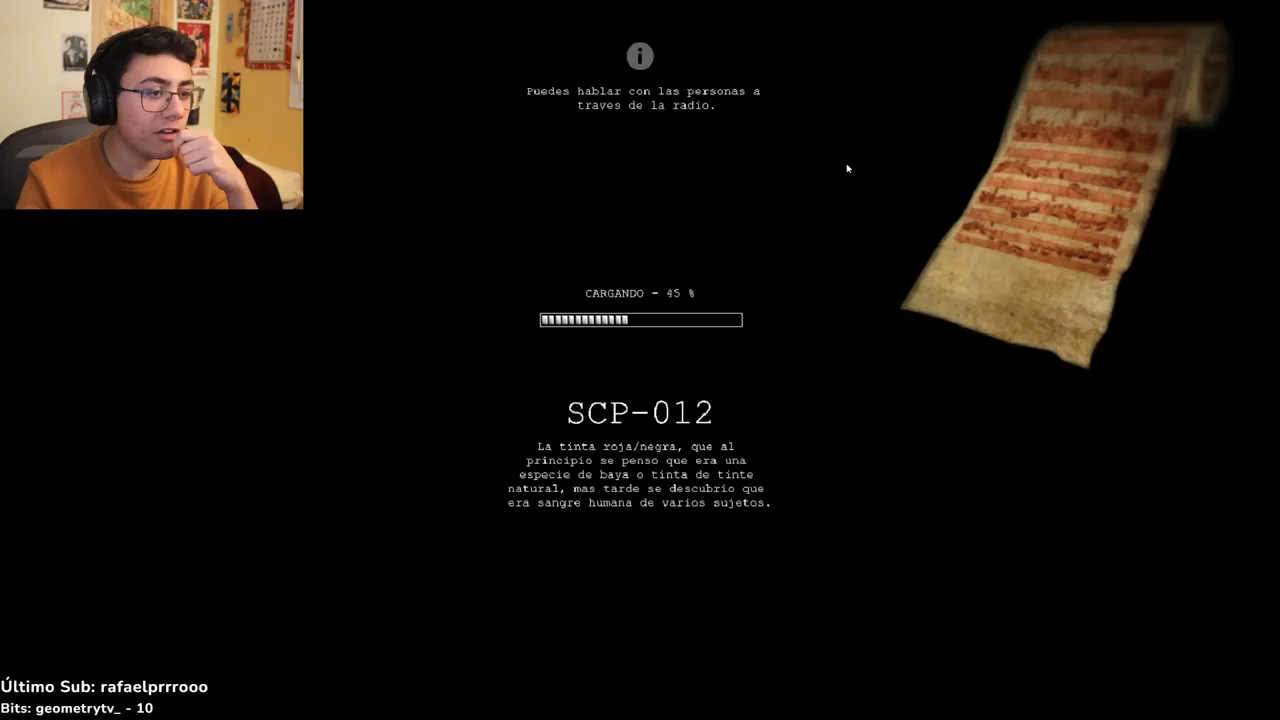 Puedes hablar con las personas a
traves de la radio.
CARGANDO - 45 %
SCP-012
La tinta roja/negra, que al
principio se penso que era una
especie de baya o tinta de tinte
natural, mas tarde se descubrio que
era sangre humana de varios sujetos.
Último Sub: rafaelprrrooo
Bits: geometrytv_ - 10